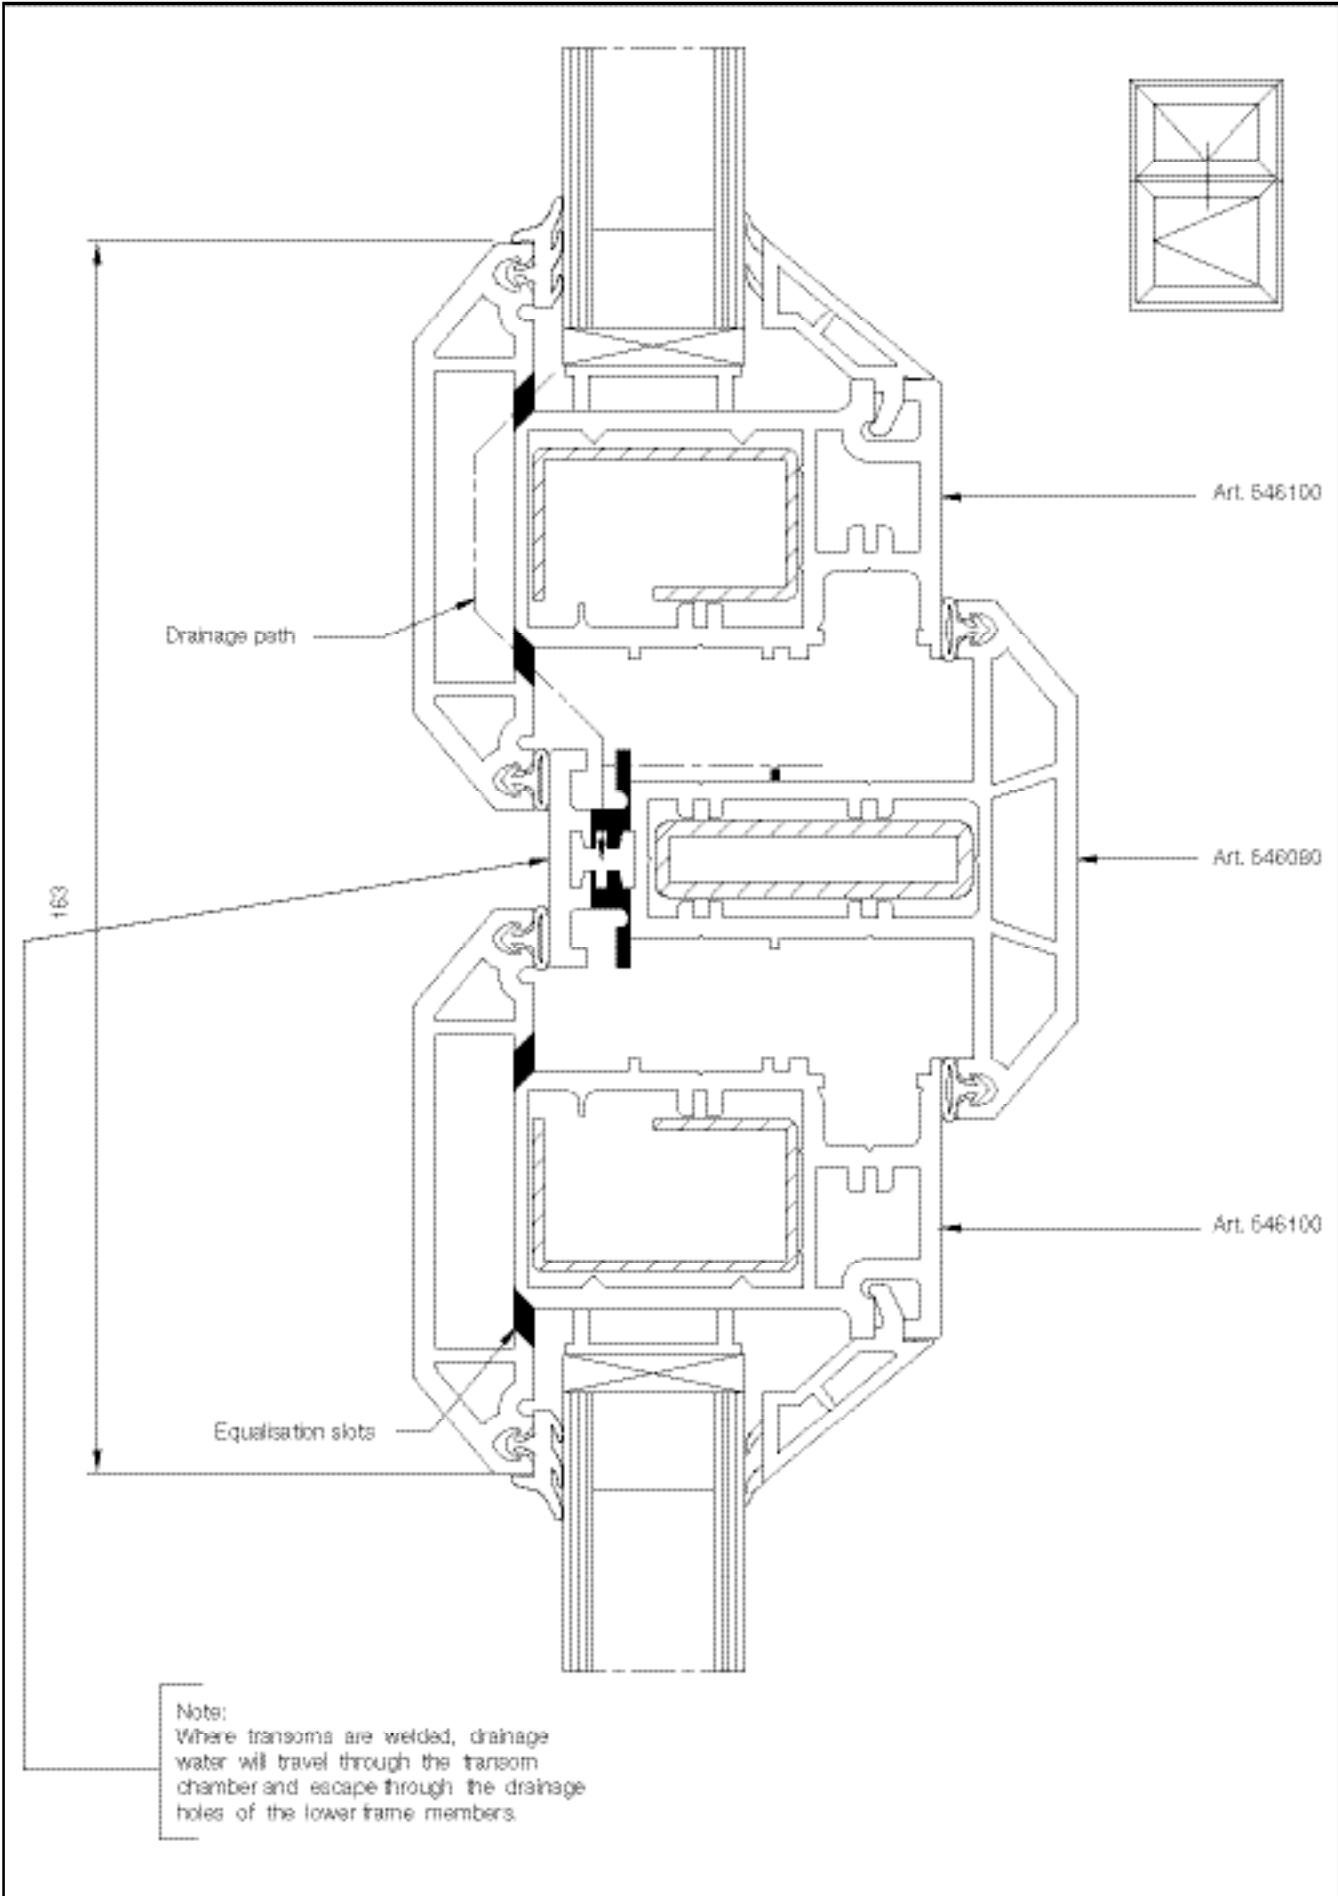 Art. 546100
Drainage path
Art. 546080
163
Art. 546100
Equalisation slots
Note:
Where transoms are welded, drainage
water will travel through the transom
chamber and escape through the drainage
holes of the lower frame members.